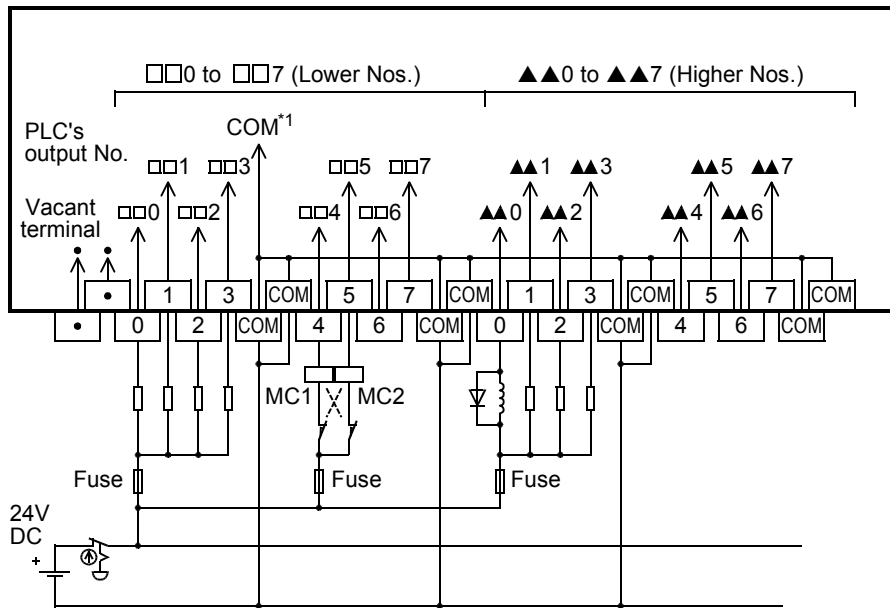 □□0 to □□7 (Lower Nos.) ▲▲0 to ▲▲7 (Higher Nos.)
PLC's
output No.
COM*1
□□1 □□3 □□5 □□7 ▲▲1 ▲▲3 ▲▲5 ▲▲7
Vacant
terminal
□□0 □□2 □□4 □□6 ▲▲0 ▲▲2 ▲▲4 ▲▲6
• •
• 1 3 COM 5 7 COM 1 3 COM 5 7 COM
• 0 2 COM 4 6 COM 0 2 COM 4 6 COM
MC1 MC2
Fuse Fuse Fuse
24V
DC
+